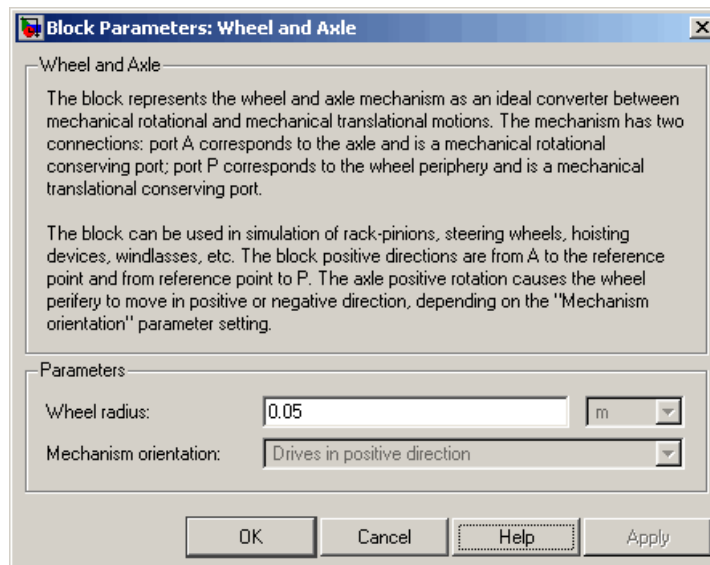 Block Parameters: Wheel and Axle
Wheel and Axle
The block represents the wheel and axle mechanism as an ideal converter between
mechanical rotational and mechanical translational motions. The mechanism has two
connections: port A corresponds to the axle and is a mechanical rotational
conserving port; port P corresponds to the wheel periphery and is a mechanical
translational conserving port.
The block can be used in simulation of rack-pinions, steering wheels, hoisting
devices, windlasses, etc. The block positive directions are from A to the reference
point and from reference point to P. The axle positive rotation causes the wheel
perifery to move in positive or negative direction, depending on the "Mechanism
orientation" parameter setting.
Parameters
Wheel radius: 0.05 m
Mechanism orientation: Drives in positive direction
OK Cancel Help Apply